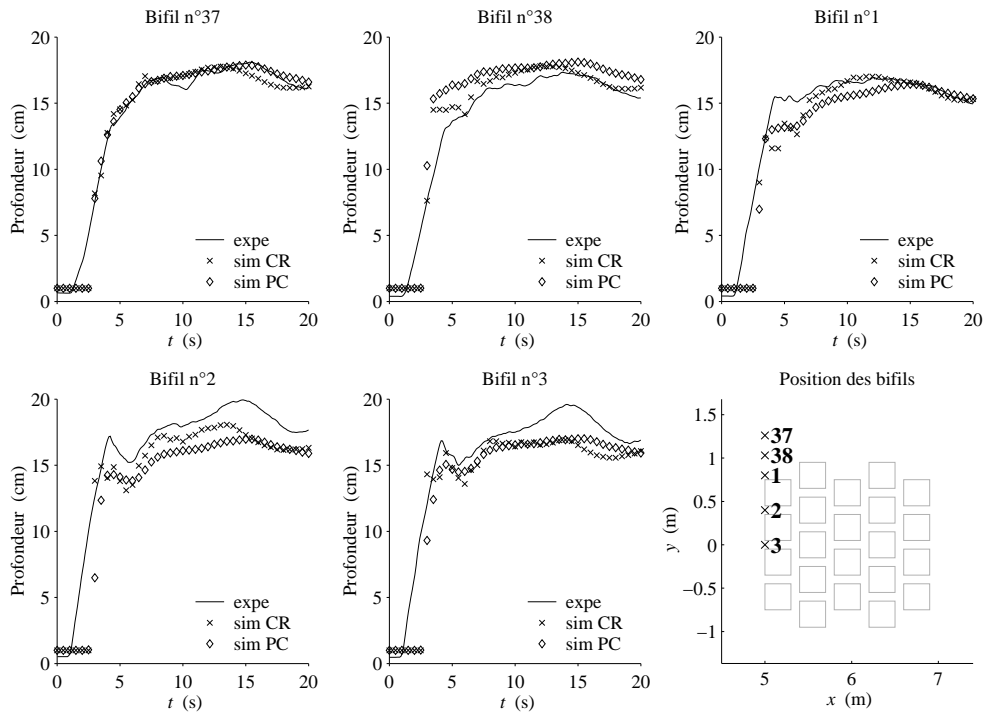 Bifil n°37
Bifil n°38
Bifil n°1
20
15
10
5
0
Profondeur (cm)
expe
sim CR
sim PC
0 5 10 15 20
t (s)
20
15
10
5
0
Profondeur (cm)
expe
sim CR
sim PC
0 5 10 15 20
t (s)
20
15
10
5
0
Profondeur (cm)
expe
sim CR
sim PC
0 5 10 15 20
t (s)
Bifil n°2
Bifil n°3
Position des bifils
20
15
10
5
0
Profondeur (cm)
expe
sim CR
sim PC
0 5 10 15 20
t (s)
20
15
10
5
0
Profondeur (cm)
expe
sim CR
sim PC
0 5 10 15 20
t (s)
1.5
1
0.5
0
−0.5
−1
y (m)
37
38
1
2
3
5 6 7
x (m)